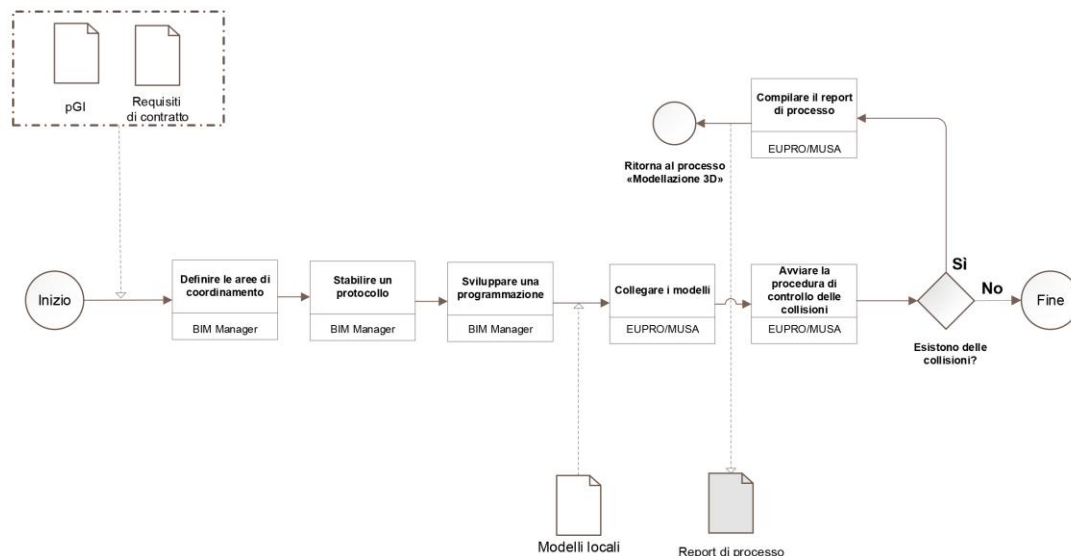 pGI
Requisiti
di contratto
Compilare il report
di processo
EUPRO/MUSA
Ritorna al processo
«Modellazione 3D»
Inizio
Definire le aree di
coordinamento
BIM Manager
Stabilire un
protocollo
BIM Manager
Sviluppare una
programmazione
BIM Manager
Collegare i modelli
EUPRO/MUSA
Avviare la
procedura di
controllo delle
collisioni
EUPRO/MUSA
Sì
No
Fine
Esistono delle
collisioni?
Modelli locali
Report di processo